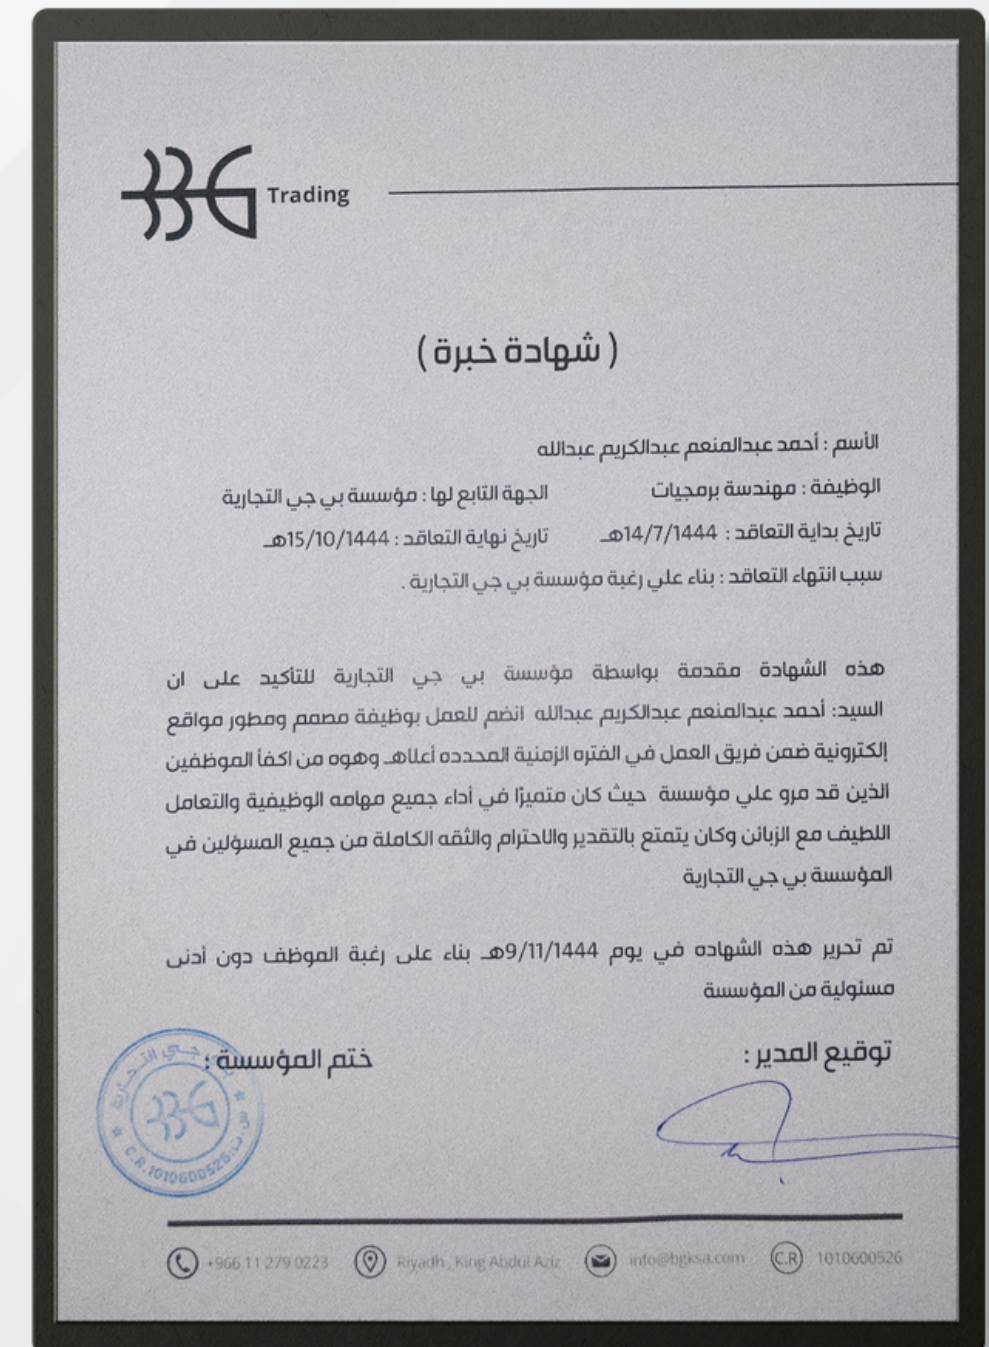 BG Trading
( شهادة خبرة )
الأسم : أحمد عبدالمنعم عبدالكريم عبدالله
الوظيفة : مهندسة برمجيات الجهة التابع لها : مؤسسة بي جي التجارية
تاريخ بداية التعاقد : 14/7/1444هـ تاريخ نهاية التعاقد : 15/10/1444هـ
سبب انتهاء التعاقد : بناء علي رغبة مؤسسة بي جي التجارية .
هذه الشهادة مقدمة بواسطة مؤسسة بي جي التجارية للتأكيد على ان
السيد: أحمد عبدالمنعم عبدالكريم عبدالله انضم للعمل بوظيفة مصمم ومطور مواقع
إلكترونية ضمن فريق العمل في الفتره الزمنية المحدده أعلاهـ وهوه من اكفأ الموظفين
الذين قد مرو علي مؤسسة حيث كان متميزًا في أداء جميع مهامه الوظيفية والتعامل
اللطيف مع الزبائن وكان يتمتع بالتقدير والاحترام والثقه الكاملة من جميع المسؤلين في
المؤسسة بي جي التجارية
تم تحرير هذه الشهاده في يوم 9/11/1444هـ بناء على رغبة الموظف دون أدنى
مسئولية من المؤسسة
توقيع المدير : ختم المؤسسة :
بي جي التجارية
C.R.1010600526 س.ت:
+966 11 279 0223 Riyadh , King Abdul Aziz info@bgksa.com C.R 1010600526